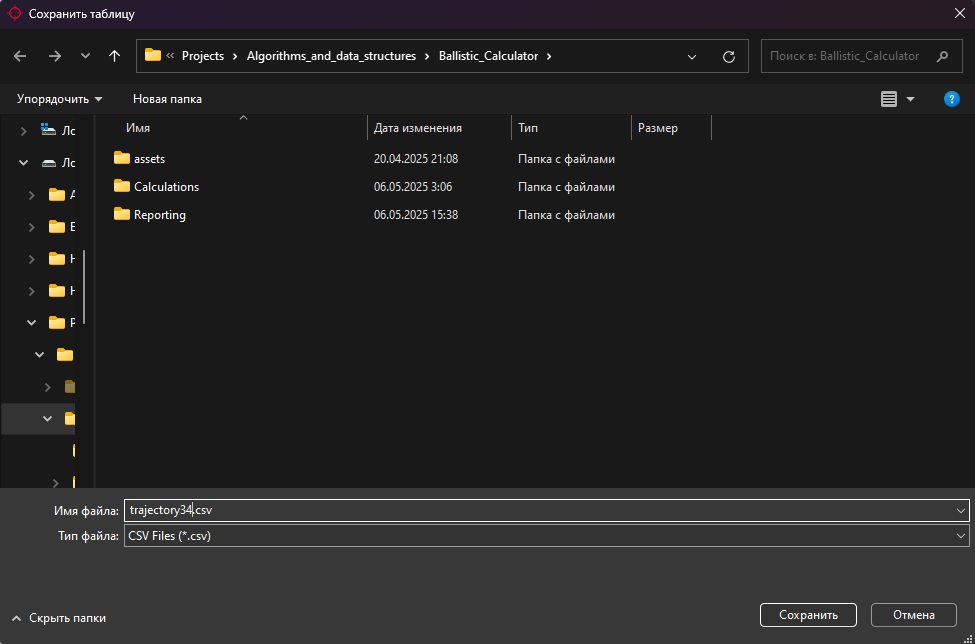 Сохранить таблицу
« Projects › Algorithms_and_data_structures › Ballistic_Calculator ›
Поиск в: Ballistic_Calculator
Упорядочить Новая папка
Имя Дата изменения Тип Размер
assets 20.04.2025 21:08 Папка с файлами
Calculations 06.05.2025 3:06 Папка с файлами
Reporting 06.05.2025 15:38 Папка с файлами
Имя файла: trajectory34.csv
Тип файла: CSV Files (*.csv)
Скрыть папки
Сохранить Отмена